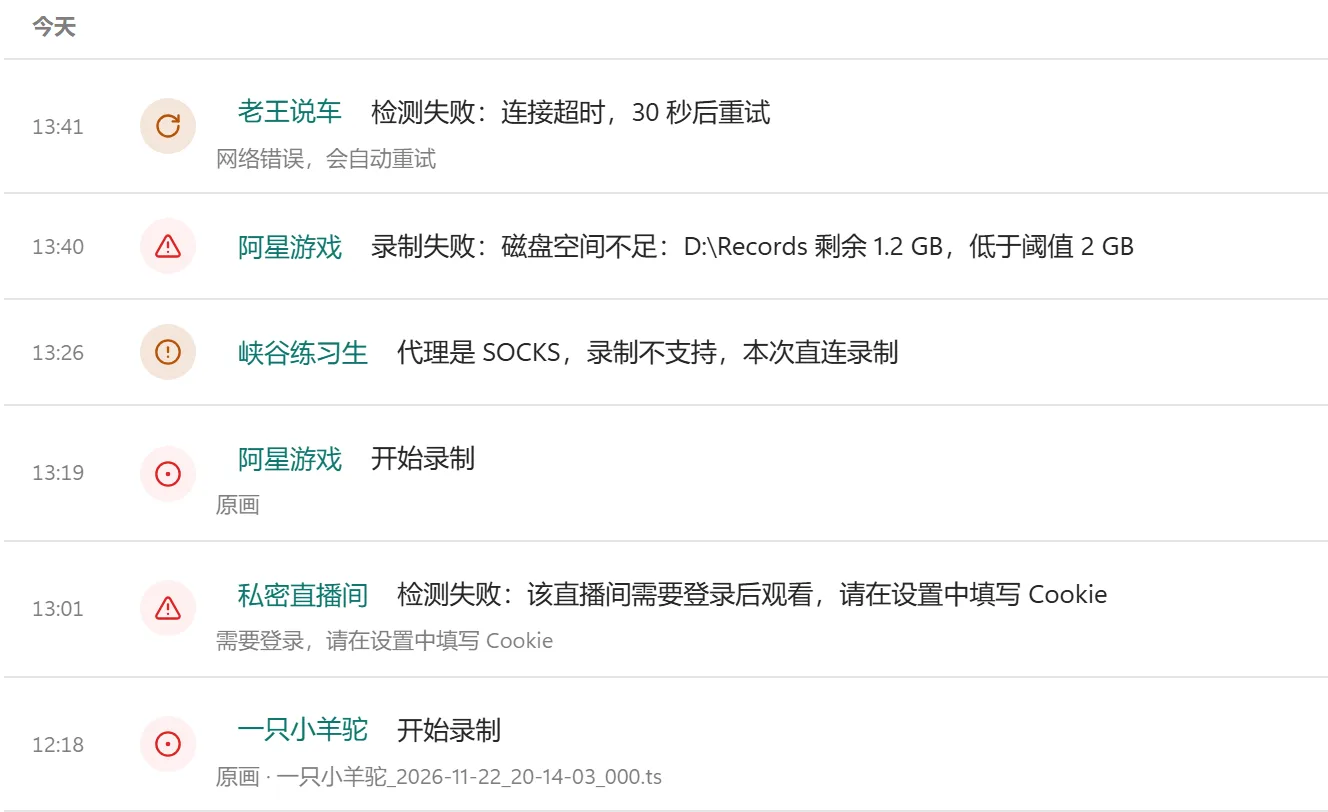 今天
13:41 老王说车 检测失败：连接超时，30 秒后重试
网络错误，会自动重试
13:40 阿星游戏 录制失败：磁盘空间不足：D:\Records 剩余 1.2 GB，低于阈值 2 GB
13:26 峡谷练习生 代理是 SOCKS，录制不支持，本次直连录制
13:19 阿星游戏 开始录制
原画
13:01 私密直播间 检测失败：该直播间需要登录后观看，请在设置中填写 Cookie
需要登录，请在设置中填写 Cookie
12:18 一只小羊驼 开始录制
原画 · 一只小羊驼_2026-11-22_20-14-03_000.ts